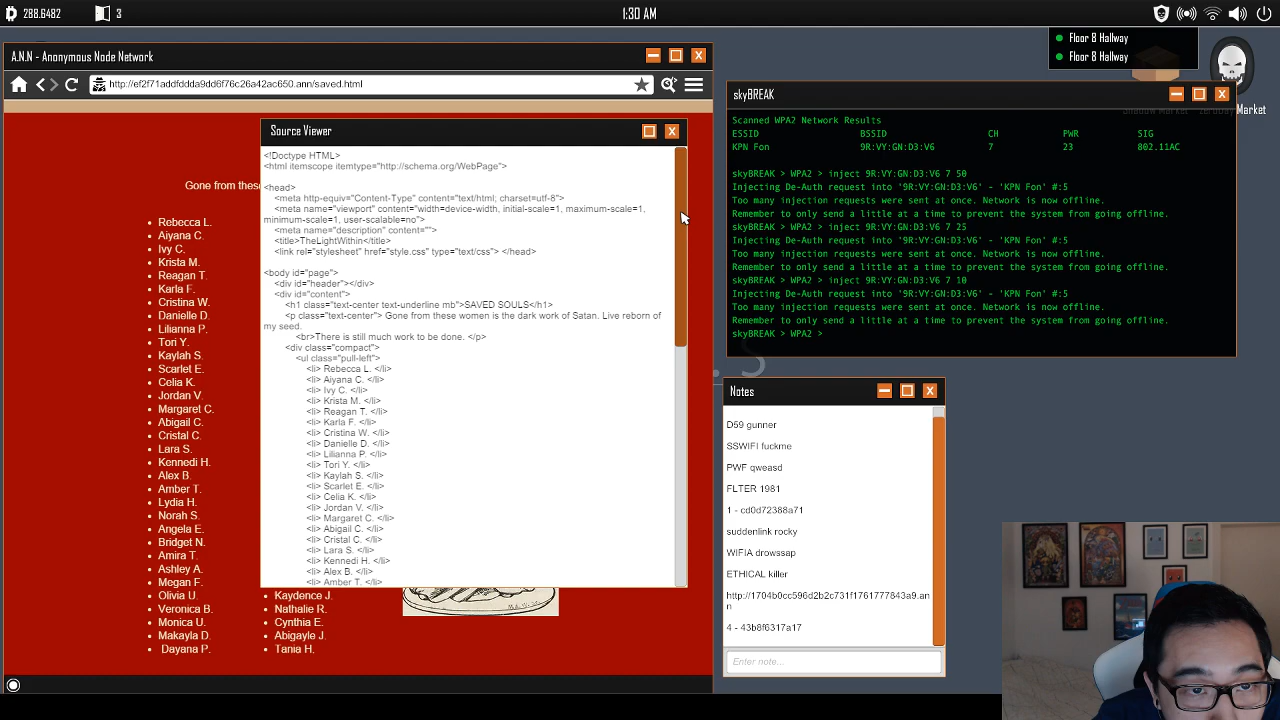 288.6482
3
1:30 AM
Floor 8 Hallway
Floor 8 Hallway
A.N.N - Anonymous Node Network
http://ef2f71addfddda9dd6f76c26a42ac650.ann/saved.html
Gone from these
Rebecca L.
Aiyana C.
Ivy C.
Krista M.
Reagan T.
Karla F.
Cristina W.
Danielle D.
Lilianna P.
Tori Y.
Kaylah S.
Scarlet E.
Celia K.
Jordan V.
Margaret C.
Abigail C.
Cristal C.
Lara S.
Kennedi H.
Alex B.
Amber T.
Lydia H.
Norah S.
Angela E.
Bridget N.
Amira T.
Ashley A.
Megan F.
Olivia U.
Veronica B.
Monica U.
Makayla D.
Dayana P.
Kaydence J.
Nathalie R.
Cynthia E.
Abigayle J.
Tania H.
Source Viewer
<!Doctype HTML>
<html itemscope itemtype="http://schema.org/WebPage">
<head>
<meta http-equiv="Content-Type" content="text/html; charset=utf-8">
<meta name="viewport" content="width=device-width, initial-scale=1, maximum-scale=1,
minimum-scale=1, user-scalable=no">
<meta name="description" content="">
<title>TheLightWithin</title>
<link rel="stylesheet" href="style.css" type="text/css"> </head>
<body id="page">
<div id="header"></div>
<div id="content">
<h1 class="text-center text-underline mb">SAVED SOULS</h1>
<p class="text-center"> Gone from these women is the dark work of Satan. Live reborn of
my seed.
<br>There is still much work to be done. </p>
<div class="compact">
<ul class="pull-left">
<li> Rebecca L. </li>
<li> Aiyana C. </li>
<li> Ivy C. </li>
<li> Krista M. </li>
<li> Reagan T. </li>
<li> Karla F. </li>
<li> Cristina W. </li>
<li> Danielle D. </li>
<li> Lilianna P. </li>
<li> Tori Y. </li>
<li> Kaylah S. </li>
<li> Scarlet E. </li>
<li> Celia K. </li>
<li> Jordan V. </li>
<li> Margaret C. </li>
<li> Abigail C. </li>
<li> Cristal C. </li>
<li> Lara S. </li>
<li> Kennedi H. </li>
<li> Alex B. </li>
<li> Amber T. </li>
skyBREAK
Scanned WPA2 Network Results
ESSID BSSID CH PWR SIG
KPN Fon 9R:VY:GN:D3:V6 7 23 802.11AC
skyBREAK > WPA2 > inject 9R:VY:GN:D3:V6 7 50
Injecting De-Auth request into '9R:VY:GN:D3:V6' - 'KPN Fon' #:5
Too many injection requests were sent at once. Network is now offline.
Remember to only send a little at a time to prevent the system from going offline.
skyBREAK > WPA2 > inject 9R:VY:GN:D3:V6 7 25
Injecting De-Auth request into '9R:VY:GN:D3:V6' - 'KPN Fon' #:5
Too many injection requests were sent at once. Network is now offline.
Remember to only send a little at a time to prevent the system from going offline.
skyBREAK > WPA2 > inject 9R:VY:GN:D3:V6 7 10
Injecting De-Auth request into '9R:VY:GN:D3:V6' - 'KPN Fon' #:5
Too many injection requests were sent at once. Network is now offline.
Remember to only send a little at a time to prevent the system from going offline.
skyBREAK > WPA2 >
Notes
D59 gunner
SSWIFI fuckme
PWF qweasd
FLTER 1981
1 - cd0d72388a71
suddenlink rocky
WIFIA drowssap
ETHICAL killer
http://1704b0cc596d2b2c731f1761777843a9.an
n
4 - 43b8f6317a17
Enter note...